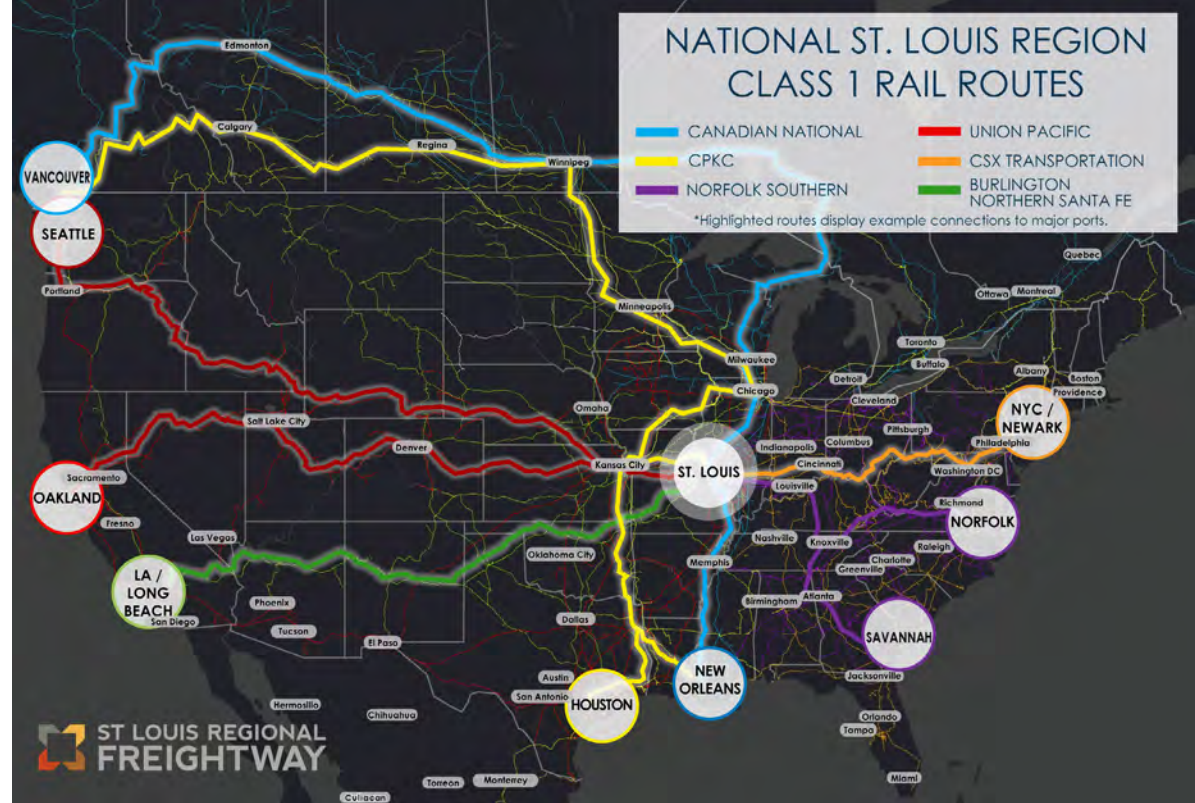 NATIONAL ST. LOUIS REGION
CLASS 1 RAIL ROUTES
CANADIAN NATIONAL
UNION PACIFIC
CPKC
CSX TRANSPORTATION
NORFOLK SOUTHERN
BURLINGTON
NORTHERN SANTA FE
*Highlighted routes display example connections to major ports.
Edmonton
Calgary
Regina
Winnipeg
VANCOUVER
SEATTLE
Portland
Quebec
Ottawa
Montreal
Minneapolis
Toronto
Milwaukee
Buffalo
Detroit
Albany
Boston
Chicago
Cleveland
Providence
Omaha
NYC /
NEWARK
Salt Lake City
Denver
Indianapolis
Columbus
Pittsburgh
Philadelphia
Kansas City
ST. LOUIS
Cincinnati
Washington DC
Sacramento
OAKLAND
Louisville
Richmond
Fresno
NORFOLK
Las Vegas
Nashville
Knoxville
Raleigh
Oklahoma City
Memphis
Charlotte
Greenville
LA /
LONG
BEACH
San Diego
Phoenix
Birmingham
Atlanta
Tucson
Dallas
El Paso
SAVANNAH
Austin
San Antonio
HOUSTON
NEW
ORLEANS
Jacksonville
Hermosillo
Chihuahua
Orlando
Tampa
ST LOUIS REGIONAL
FREIGHTWAY
Torreon
Monterrey
Miami
Culiacan